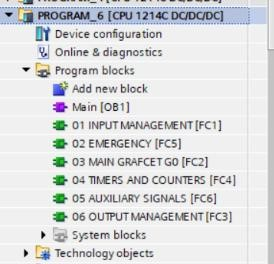 PROGRAM_6 [CPU 1214C DC/DC/DC]
Device configuration
Online & diagnostics
Program blocks
Add new block
Main [OB1]
01 INPUT MANAGEMENT [FC1]
02 EMERGENCY [FC5]
03 MAIN GRAFCET G0 [FC2]
04 TIMERS AND COUNTERS [FC4]
05 AUXILIARY SIGNALS [FC6]
06 OUTPUT MANAGEMENT [FC3]
System blocks
Technology objects